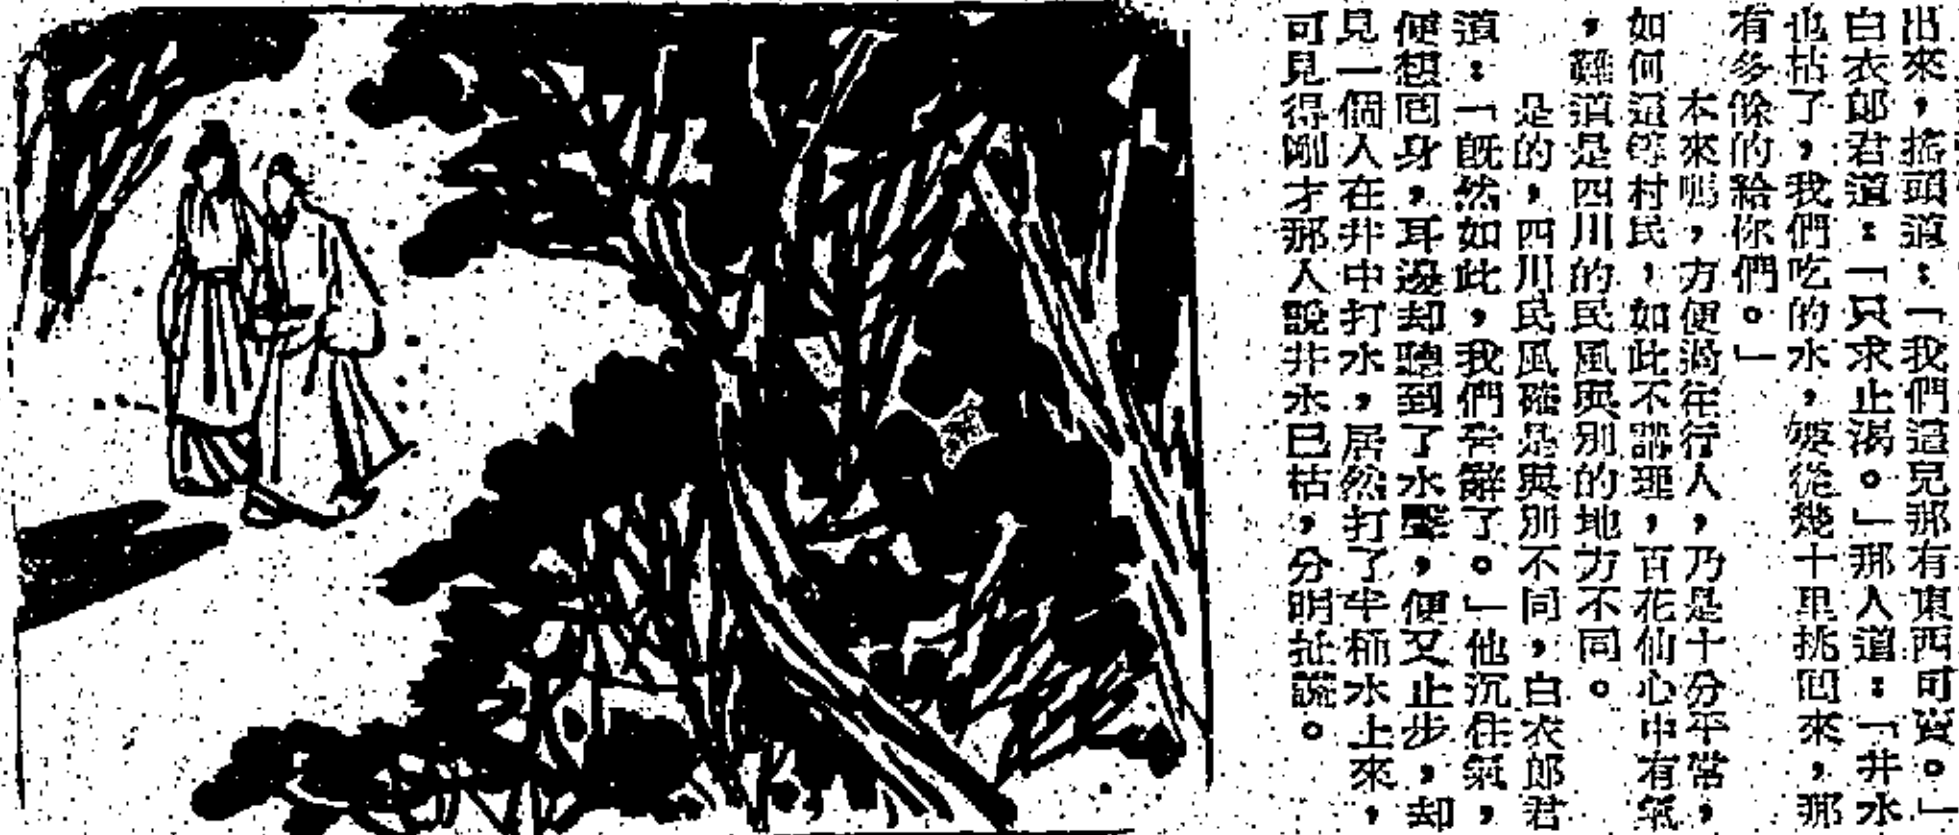 出來，搖頭道：「我們這兒那有東西可賣。」
白衣郎君道：「只求止渴。」那人道：「井水
也枯了，我們吃的水，要從幾十里挑回來，那
有多餘的給你們。」
本來嗎，方便過往行人，乃是十分平常，
如何這等村民，如此不講理，百花仙心中有氣
，難道是四川的民風與別的地方不同。
是的，四川民風確是與別不同，白衣郎君
道：「既然如此，我們告辭了。」他沉住氣，
便想回身，耳邊却聽到了水聲，便又止步，却
見一個人在井中打水，居然打了半桶水上來，
可見得剛才那人說井水已枯，分明扯謊。